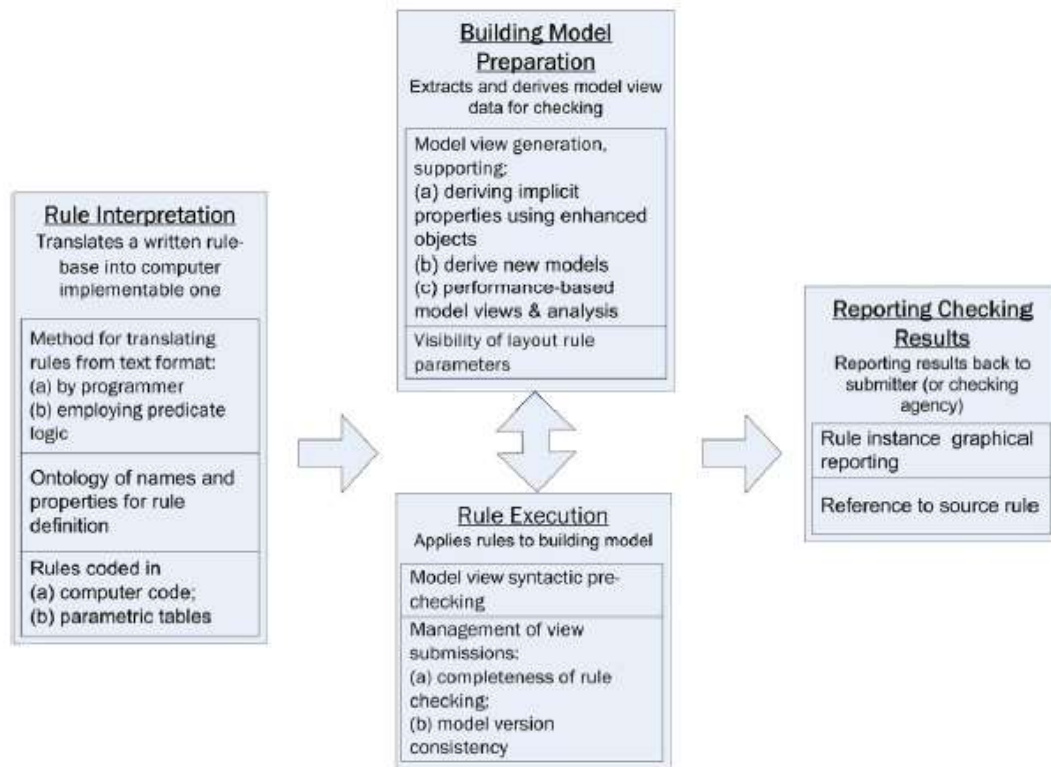 Building Model
Preparation
Extracts and derives model view
data for checking
Model view generation,
supporting:
(a) deriving implicit
properties using enhanced
objects
(b) derive new models
(c) performance-based
model views & analysis
Visibility of layout rule
parameters
Rule Interpretation
Translates a written rule-
base into computer
implementable one
Method for translating
rules from text format:
(a) by programmer
(b) employing predicate
logic
Ontology of names and
properties for rule
definition
Rules coded in
(a) computer code;
(b) parametric tables
Rule Execution
Applies rules to building model
Model view syntactic pre-
checking
Management of view
submissions:
(a) completeness of rule
checking;
(b) model version
consistency
Reporting Checking
Results
Reporting results back to
submitter (or checking
agency)
Rule instance graphical
reporting
Reference to source rule